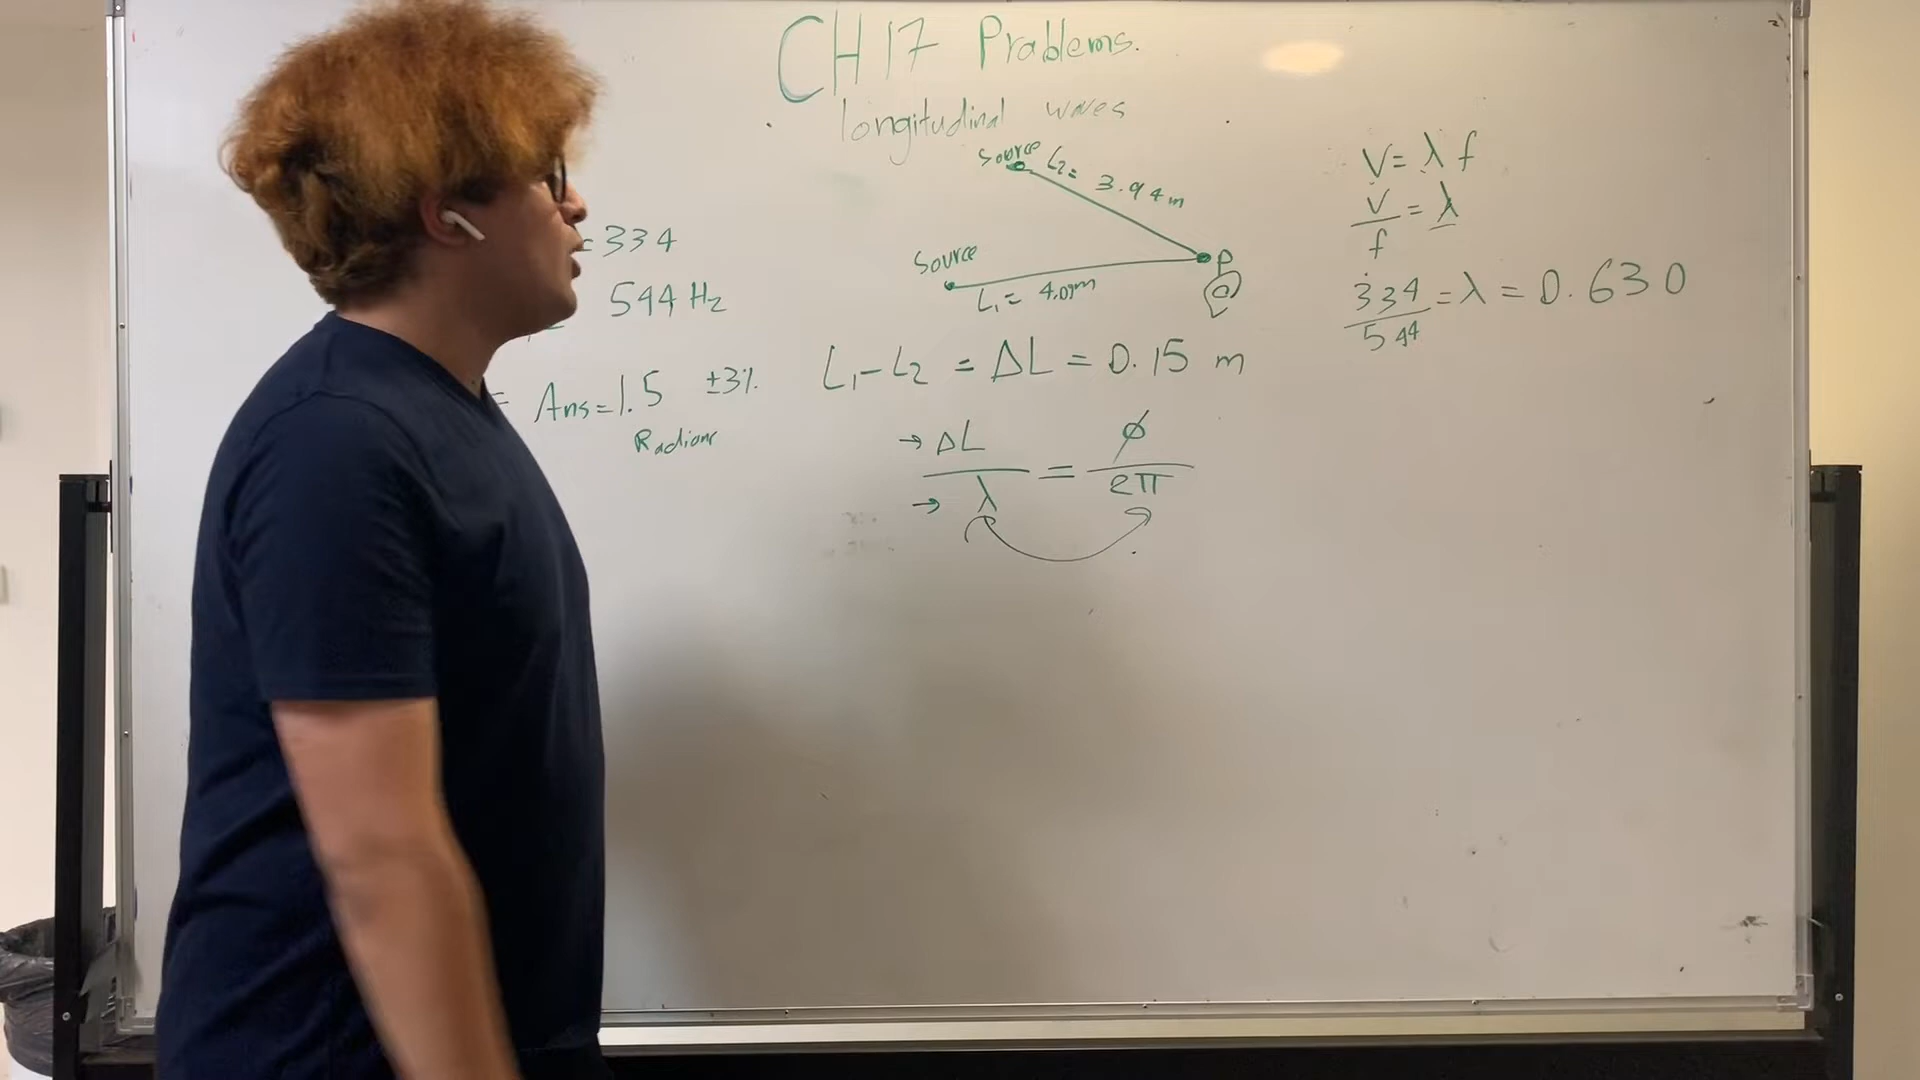 CH 17 Problems.
longitudinal waves
Source L₂= 3.94m
Source
L₁= 4.09m
P
=334
544 Hz
= Ans=1.5 ±3%
Radians
L₁-L₂ = ΔL = 0.15 m
→ ΔL
→ λ
=
ϕ
2π
V= λ f
V
f
= λ
334
544
= λ = 0.630